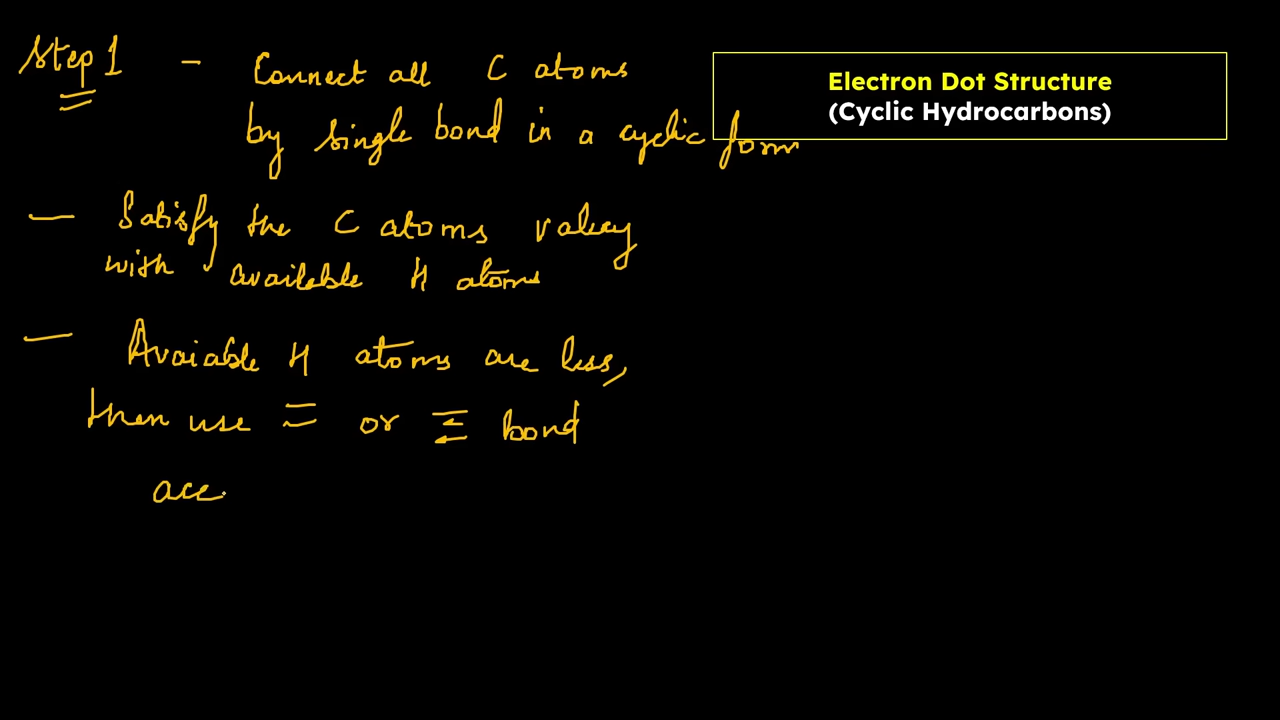 Step 1 - Connect all C atoms
by single bond in a cyclic form
Electron Dot Structure
(Cyclic Hydrocarbons)
— Satisfy the C atoms valency
with available H atoms
— Avaiable H atoms are less,
then use = or ≡ bond
acc